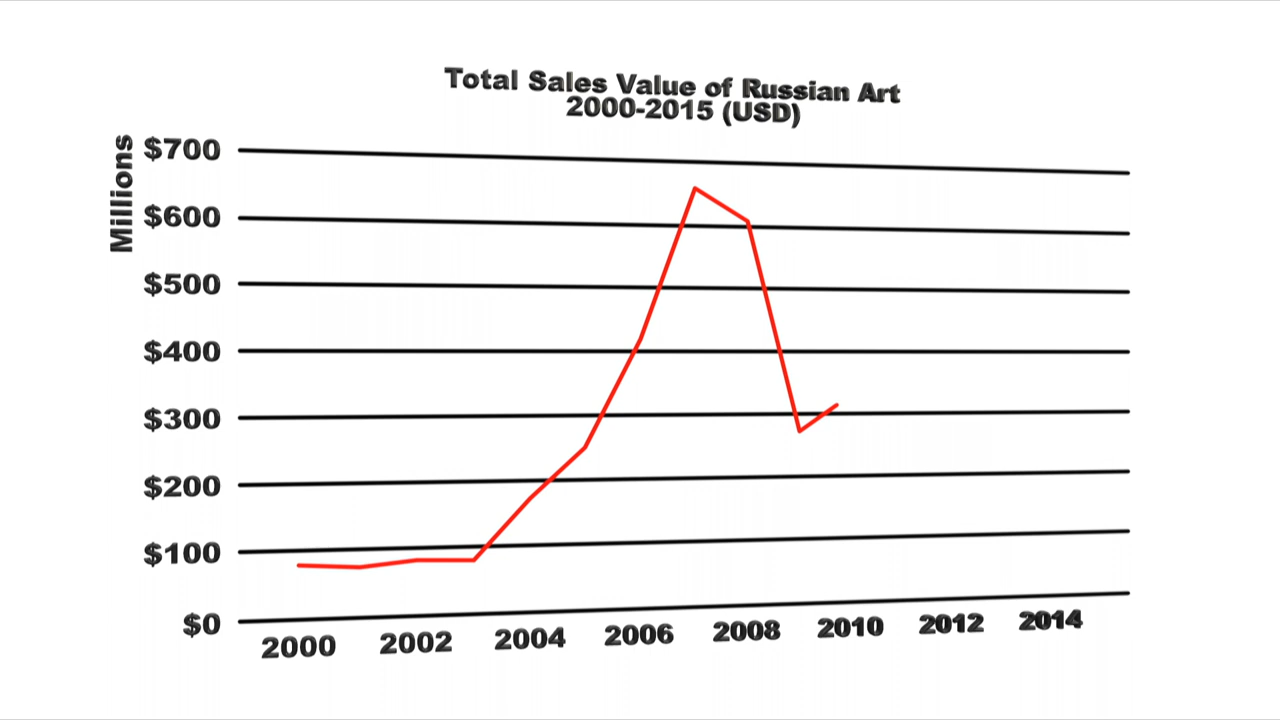 Total Sales Value of Russian Art
2000-2015 (USD)
Millions
$700
$600
$500
$400
$300
$200
$100
$0
2000 2002 2004 2006 2008 2010 2012 2014